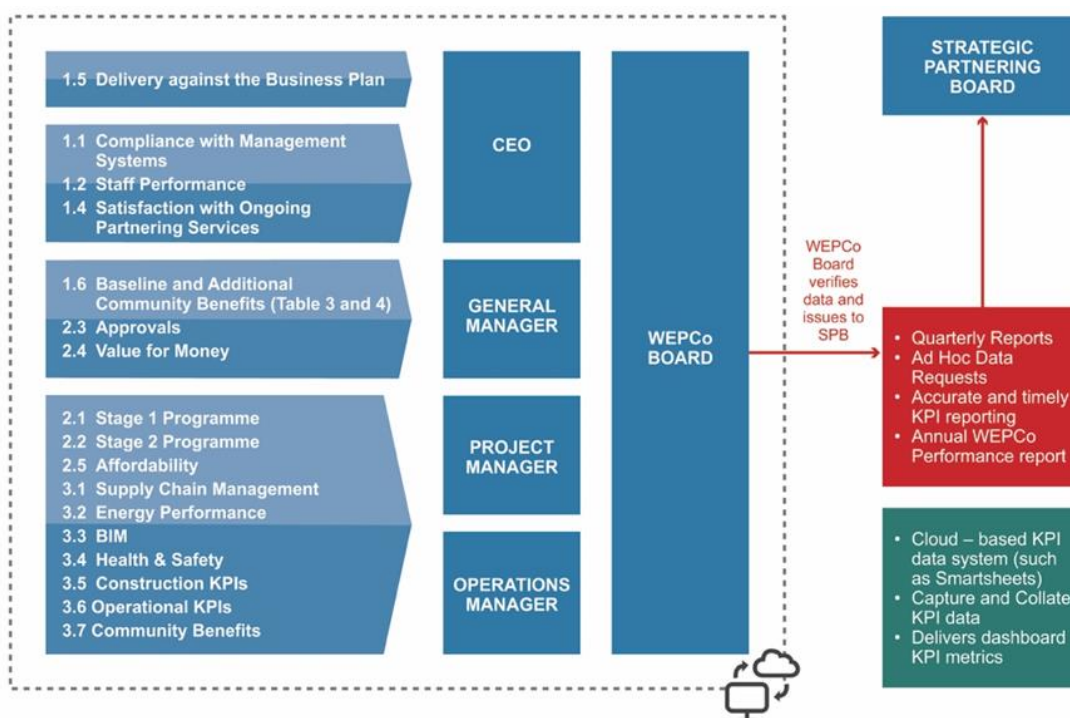 1.5 Delivery against the Business Plan
1.1 Compliance with Management
Systems
1.2 Staff Performance
1.4 Satisfaction with Ongoing
Partnering Services
CEO
1.6 Baseline and Additional
Community Benefits (Table 3 and 4)
2.3 Approvals
2.4 Value for Money
GENERAL
MANAGER
2.1 Stage 1 Programme
2.2 Stage 2 Programme
2.5 Affordability
3.1 Supply Chain Management
3.2 Energy Performance
3.3 BIM
3.4 Health & Safety
3.5 Construction KPIs
3.6 Operational KPIs
3.7 Community Benefits
PROJECT
MANAGER
OPERATIONS
MANAGER
WEPCo
BOARD
WEPCo
Board
verifies
data and
issues to
SPB
STRATEGIC
PARTNERING
BOARD
• Quarterly Reports
• Ad Hoc Data
Requests
• Accurate and timely
KPI reporting
• Annual WEPCo
Performance report
• Cloud – based KPI
data system (such
as Smartsheets)
• Capture and Collate
KPI data
• Delivers dashboard
KPI metrics